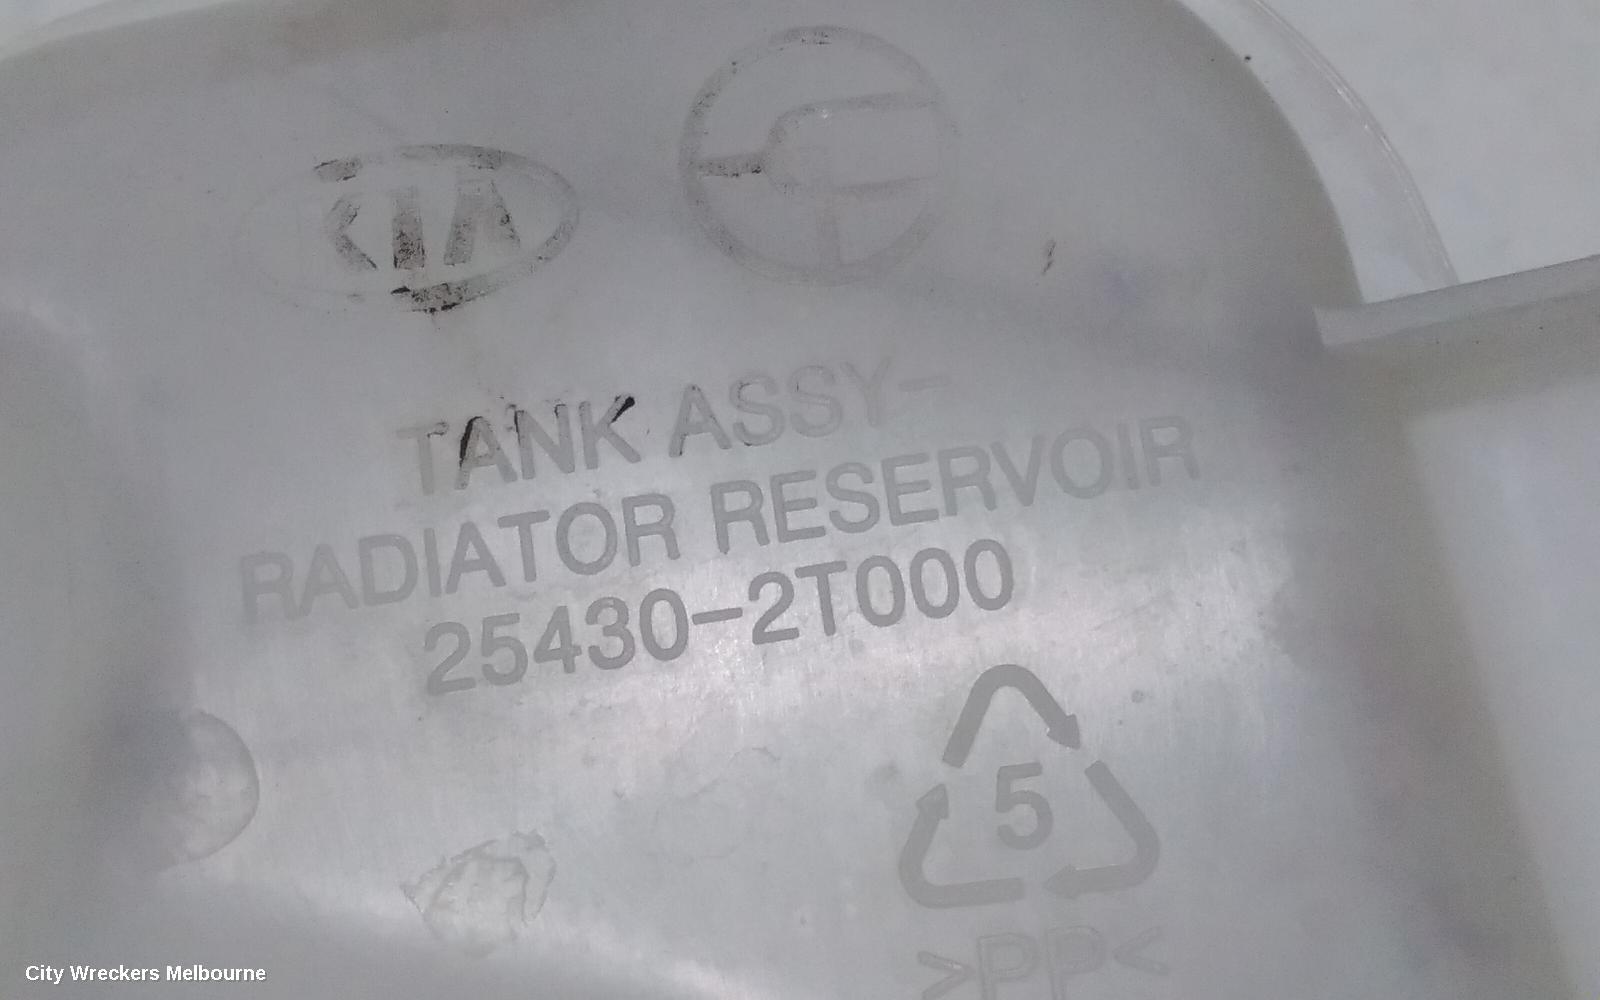 KIA
TANK ASSY-
RADIATOR RESERVOIR
25430-2T000
5
>PP<
City Wreckers Melbourne